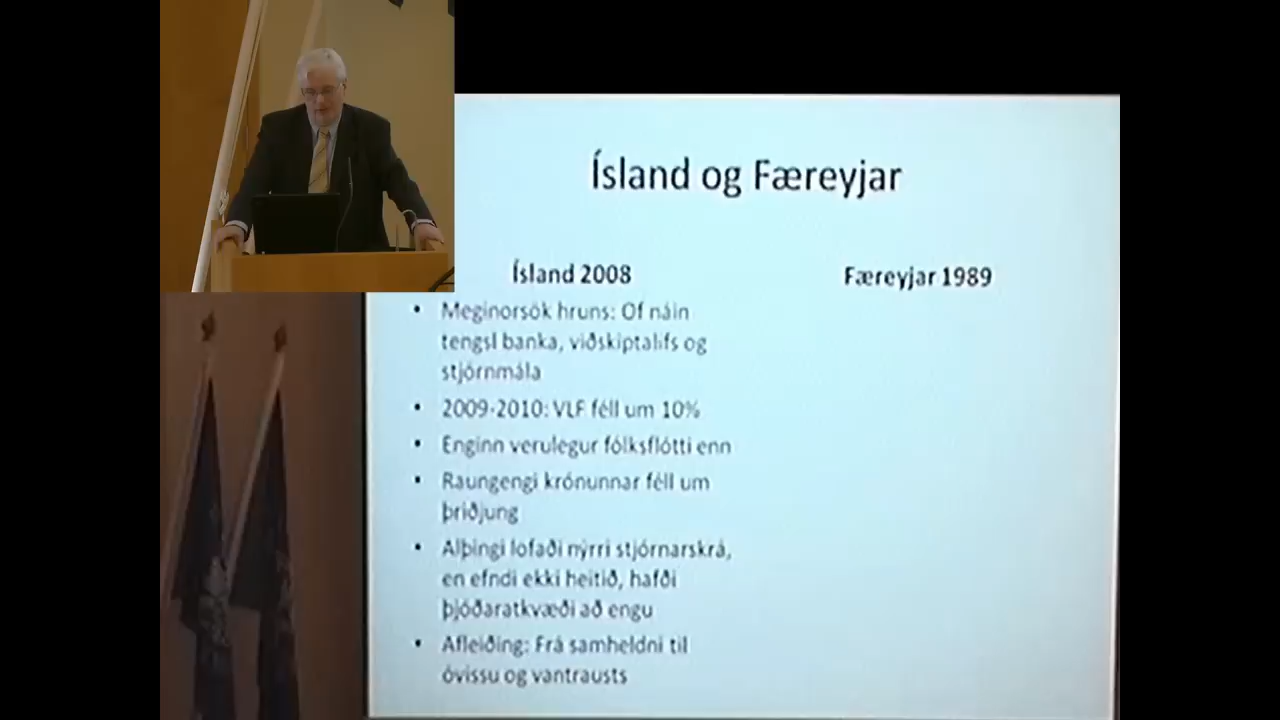 Ísland og Færeyjar
Ísland 2008
Færeyjar 1989
• Meginorsök hruns: Of náin
tengsl banka, viðskiptalífs og
stjórnmála
• 2009-2010: VLF féll um 10%
• Enginn verulegur fólksflótti enn
• Raungengi krónunnar féll um
þriðjung
• Alþingi lofaði nýrri stjórnarskrá,
en efndi ekki heitið, hafði
þjóðaratkvæði að engu
• Afleiðing: Frá samheldni til
óvissu og vantrausts